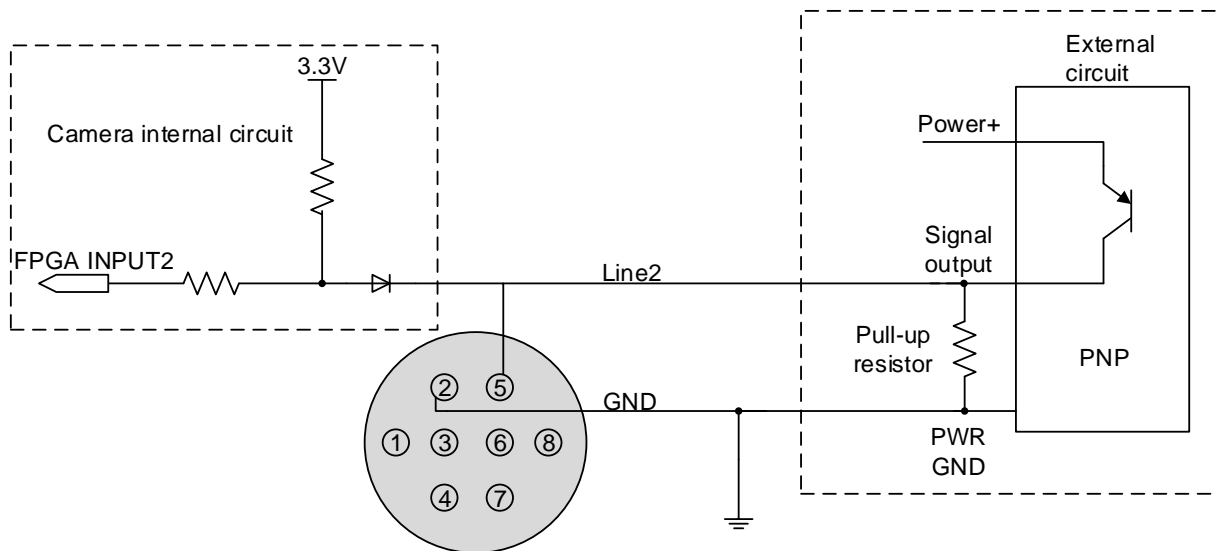 External
circuit
3.3V
Camera internal circuit
Power+
FPGA INPUT2
Line2
Signal
output
Pull-up
resistor
PNP
2 5
GND
1 3 6 8
PWR
GND
4 7